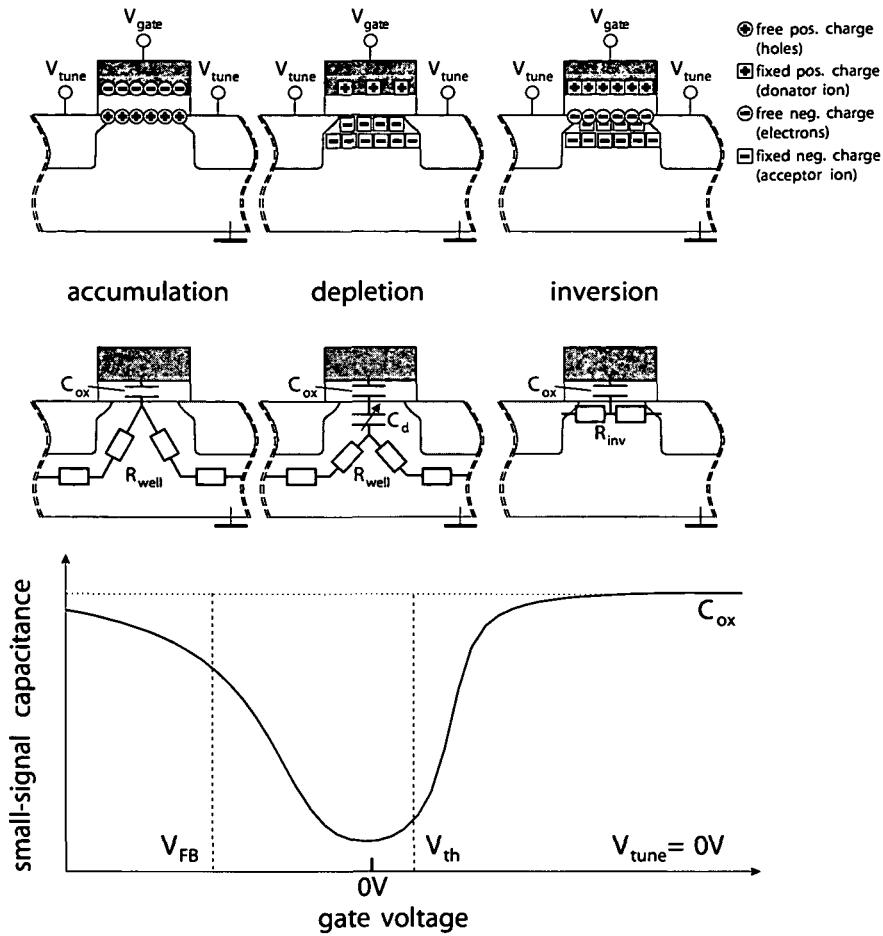 V_gate
V_tune
V_tune
V_gate
V_tune
V_tune
V_gate
V_tune
V_tune
free pos. charge
(holes)
fixed pos. charge
(donator ion)
free neg. charge
(electrons)
fixed neg. charge
(acceptor ion)
accumulation
depletion
inversion
C_ox
R_well
C_ox
C_d
R_well
C_ox
R_inv
small-signal capacitance
C_ox
V_FB
V_th
V_tune = 0V
0V
gate voltage